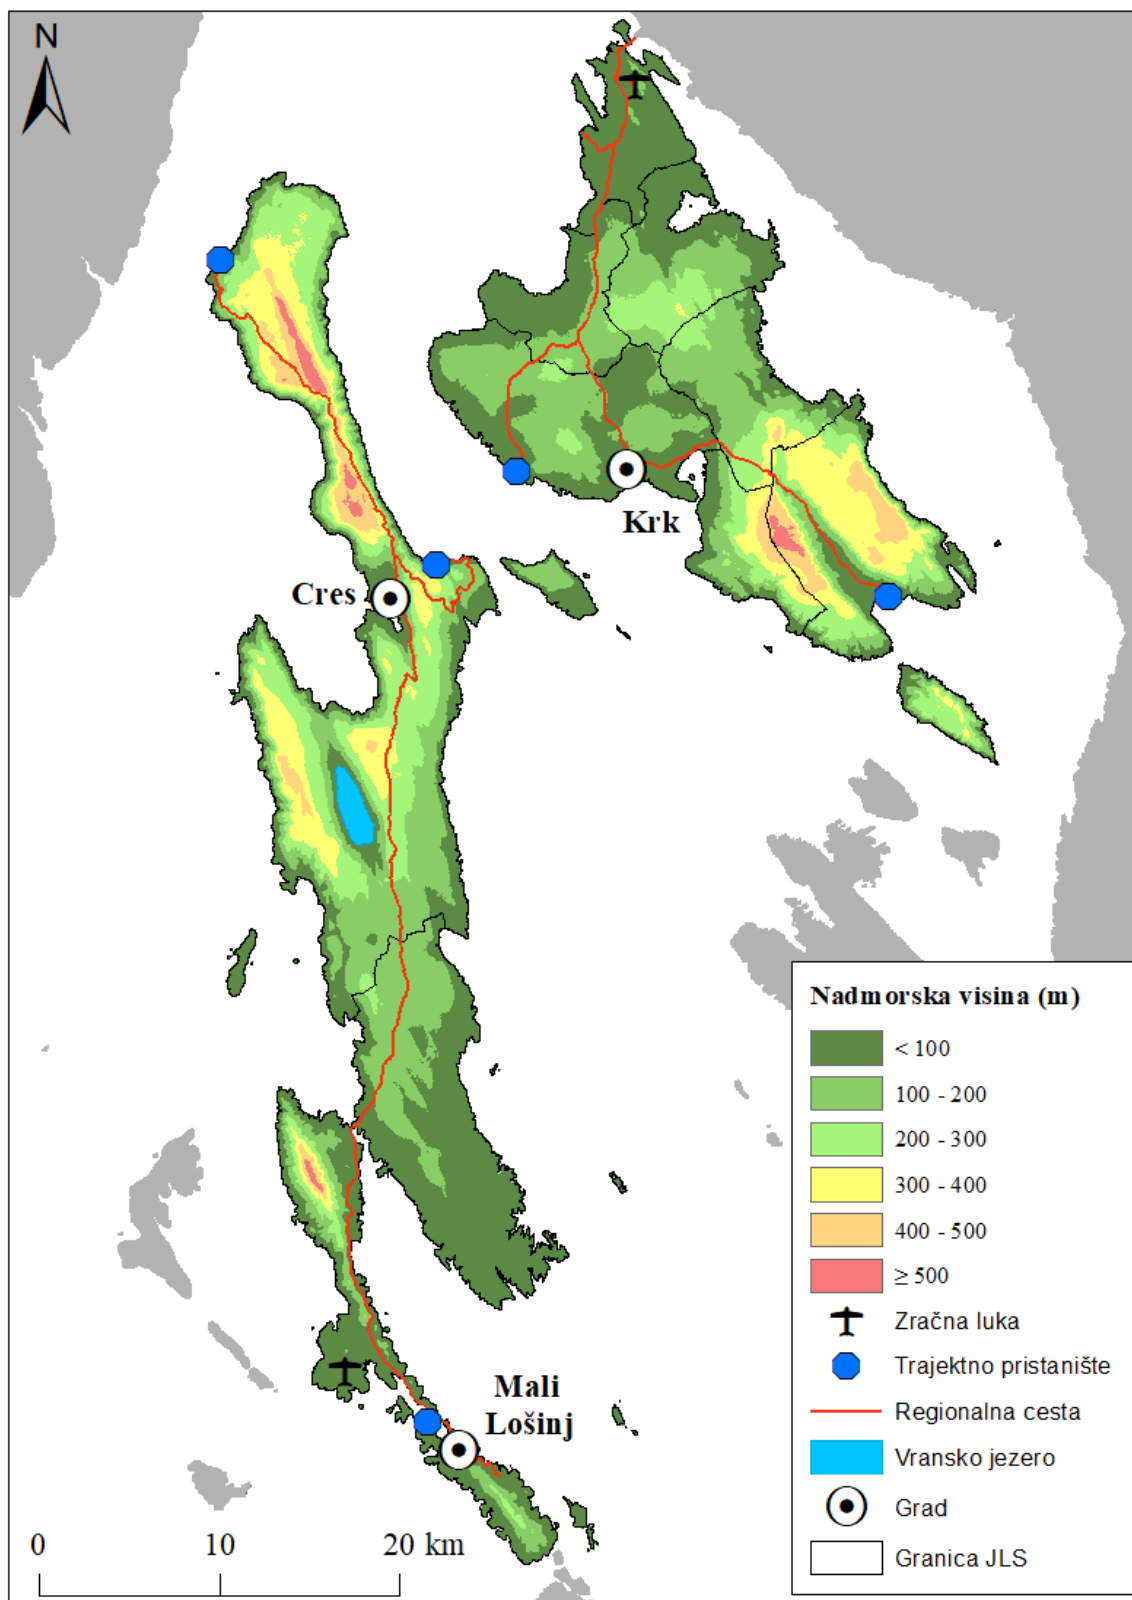 N
Krk
Cres
Nadmorska visina (m)
< 100
100 - 200
200 - 300
300 - 400
400 - 500
≥ 500
Zračna luka
Trajektno pristanište
Regionalna cesta
Vransko jezero
Grad
Granica JLS
Mali
Lošinj
0 10 20 km